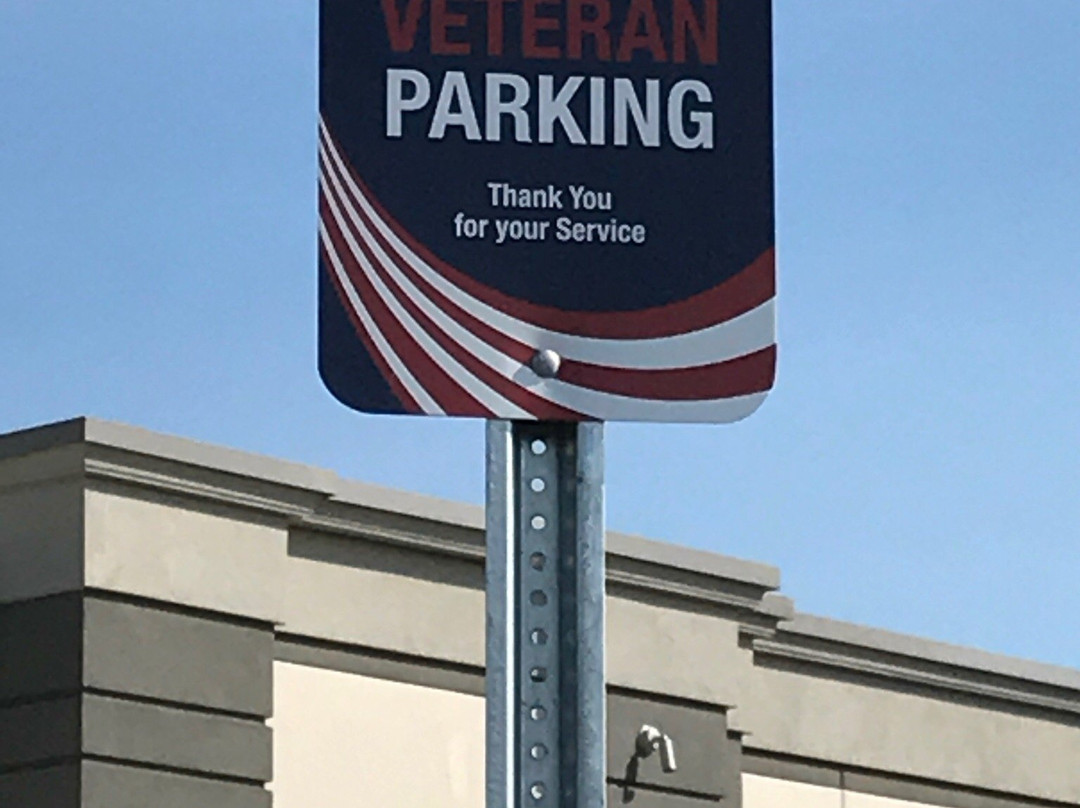 VETERAN
PARKING
Thank You
for your Service